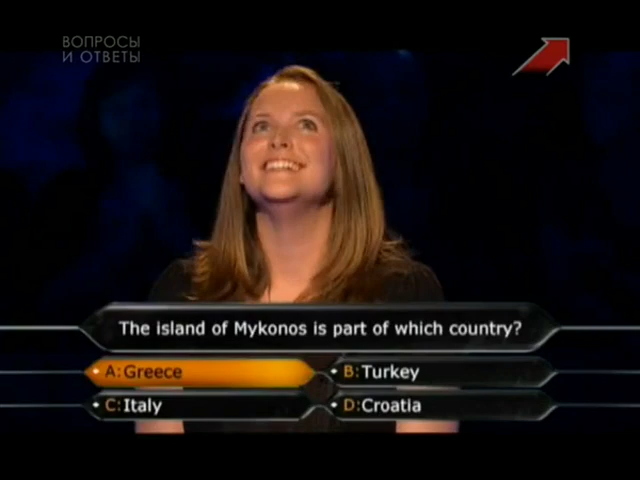 ВОПРОСЫ
И ОТВЕТЫ
The island of Mykonos is part of which country?
A: Greece
B: Turkey
C: Italy
D: Croatia